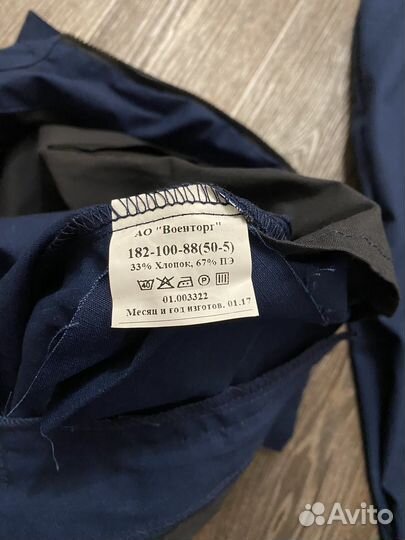 АО "Военторг"
182-100-88(50-5)
33% Хлопок, 67% ПЭ
40
01.003322
Месяц и год изготов. 01.17
Avito